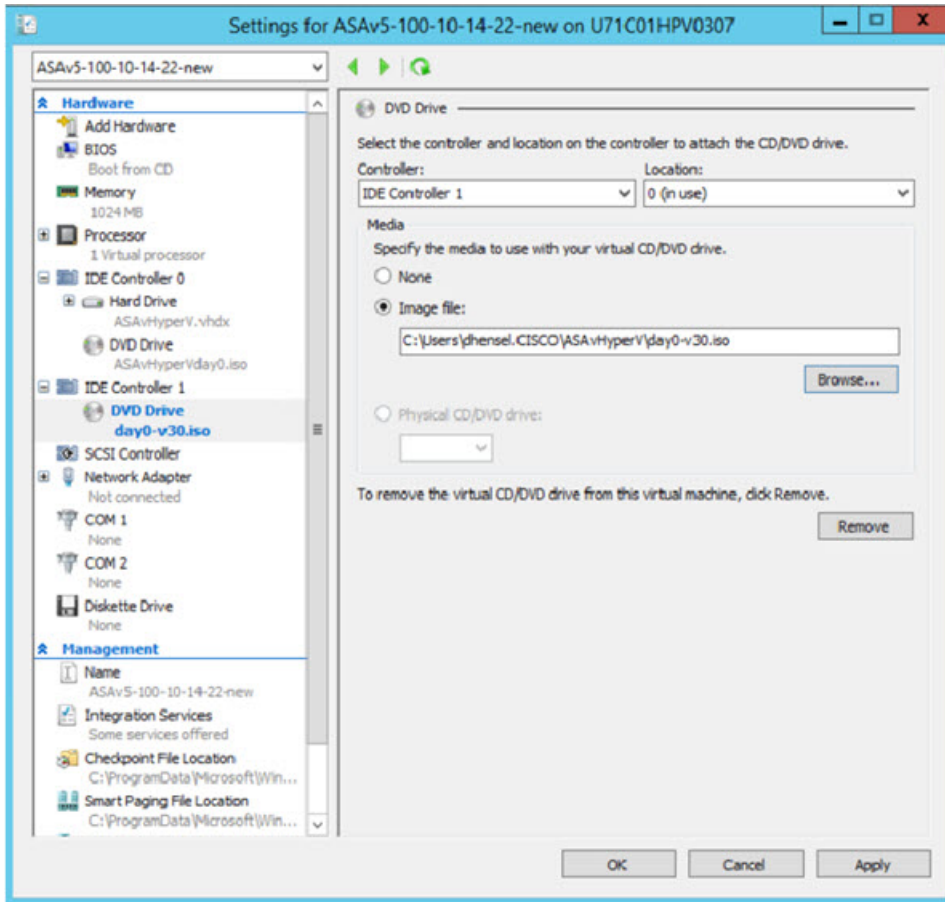 Settings for ASAv5-100-10-14-22-new on U71C01HPV0307
ASAv5-100-10-14-22-new
Hardware
Add Hardware
BIOS
Boot from CD
Memory
1024 MB
Processor
1 Virtual processor
IDE Controller 0
Hard Drive
ASAvHyperV.vhdx
DVD Drive
ASAvHyperVday0.iso
IDE Controller 1
DVD Drive
day0-v30.iso
SCSI Controller
Network Adapter
Not connected
COM 1
None
COM 2
None
Diskette Drive
None
Management
Name
ASAv5-100-10-14-22-new
Integration Services
Some services offered
Checkpoint File Location
C:\ProgramData\Microsoft\Win...
Smart Paging File Location
C:\ProgramData\Microsoft\Win...
DVD Drive
Select the controller and location on the controller to attach the CD/DVD drive.
Controller: Location:
IDE Controller 1 0 (in use)
Media
Specify the media to use with your virtual CD/DVD drive.
None
Image file:
C:\Users\dhensel.CISCO\ASAvHyperV\day0-v30.iso
Browse...
Physical CD/DVD drive:
To remove the virtual CD/DVD drive from this virtual machine, click Remove.
Remove
OK Cancel Apply